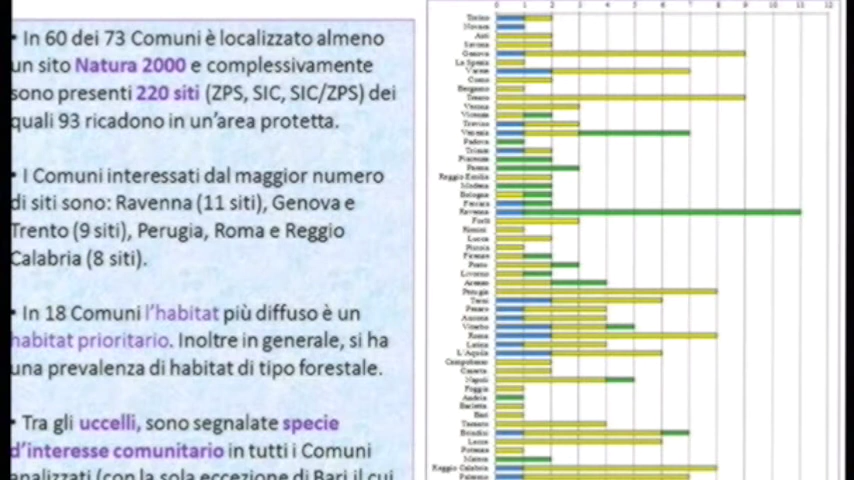 • In 60 dei 73 Comuni è localizzato almeno
un sito Natura 2000 e complessivamente
sono presenti 220 siti (ZPS, SIC, SIC/ZPS) dei
quali 93 ricadono in un'area protetta.
• I Comuni interessati dal maggior numero
di siti sono: Ravenna (11 siti), Genova e
Trento (9 siti), Perugia, Roma e Reggio
Calabria (8 siti).
• In 18 Comuni l'habitat più diffuso è un
habitat prioritario. Inoltre in generale, si ha
una prevalenza di habitat di tipo forestale.
• Tra gli uccelli, sono segnalate specie
d'interesse comunitario in tutti i Comuni
analizzati (con la sola eccezione di Bari il cui
0 1 2 3 4 5 6 7 8 9 10 11 12
Torino
Novara
Asti
Savona
Genova
La Spezia
Varese
Como
Bergamo
Trento
Verona
Vicenza
Treviso
Venezia
Padova
Trieste
Piacenza
Parma
Reggio Emilia
Modena
Bologna
Ferrara
Ravenna
Forlì
Rimini
Lucca
Pistoia
Firenze
Prato
Livorno
Arezzo
Perugia
Terni
Pesaro
Ancona
Viterbo
Roma
Latina
L'Aquila
Campobasso
Caserta
Napoli
Foggia
Andria
Barletta
Bari
Taranto
Brindisi
Lecce
Potenza
Matera
Reggio Calabria
Palermo